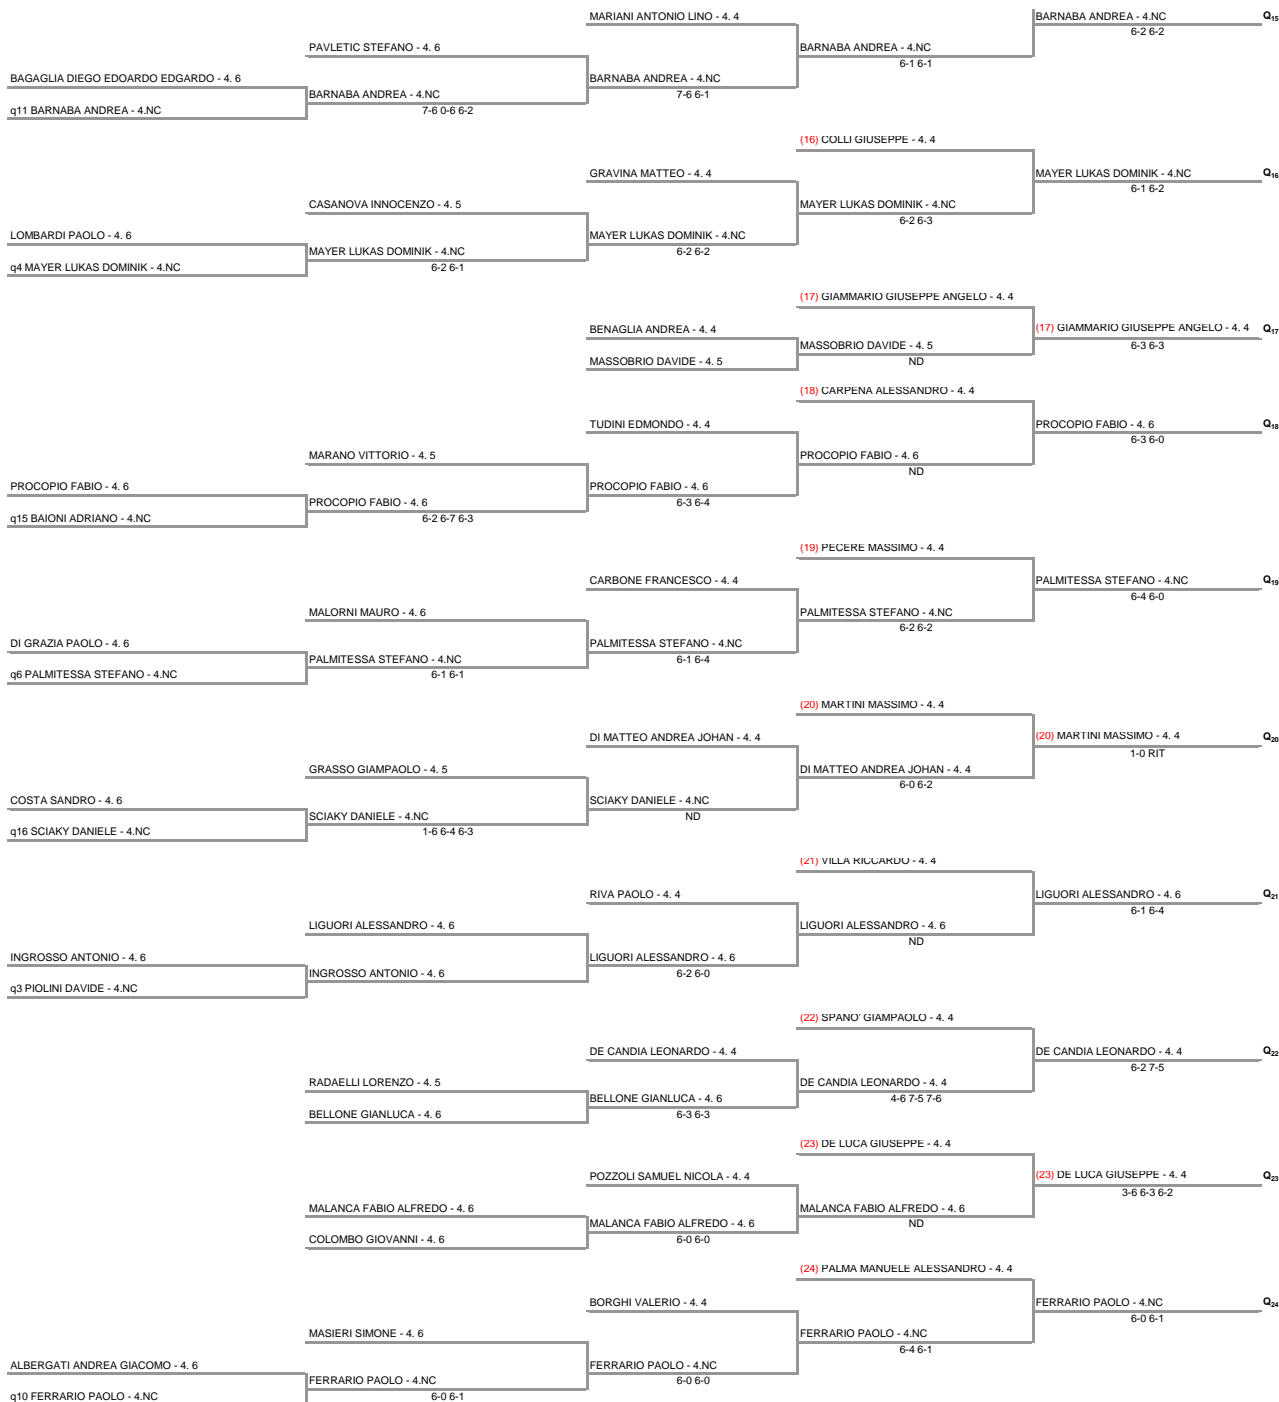 MARIANI ANTONIO LINO - 4. 4
BARNABA ANDREA - 4.NC
Q15
6-2 6-2
PAVLETIC STEFANO - 4. 6
BARNABA ANDREA - 4.NC
6-1 6-1
BAGAGLIA DIEGO EDOARDO EDGARDO - 4. 6
BARNABA ANDREA - 4.NC
7-6 6-1
BARNABA ANDREA - 4.NC
q11 BARNABA ANDREA - 4.NC
7-6 0-6 6-2
(16) COLLI GIUSEPPE - 4. 4
GRAVINA MATTEO - 4. 4
MAYER LUKAS DOMINIK - 4.NC
Q16
6-1 6-2
CASANOVA INNOCENZO - 4. 5
MAYER LUKAS DOMINIK - 4.NC
6-2 6-3
LOMBARDI PAOLO - 4. 6
MAYER LUKAS DOMINIK - 4.NC
6-2 6-2
MAYER LUKAS DOMINIK - 4.NC
q4 MAYER LUKAS DOMINIK - 4.NC
6-2 6-1
(17) GIAMMARIO GIUSEPPE ANGELO - 4. 4
BENAGLIA ANDREA - 4. 4
(17) GIAMMARIO GIUSEPPE ANGELO - 4. 4
Q17
6-3 6-3
MASSOBRIO DAVIDE - 4. 5
MASSOBRIO DAVIDE - 4. 5
ND
(18) CARPENA ALESSANDRO - 4. 4
TUDINI EDMONDO - 4. 4
PROCOPIO FABIO - 4. 6
Q18
6-3 6-0
MARANO VITTORIO - 4. 5
PROCOPIO FABIO - 4. 6
ND
PROCOPIO FABIO - 4. 6
PROCOPIO FABIO - 4. 6
6-3 6-4
PROCOPIO FABIO - 4. 6
q15 BAIONI ADRIANO - 4.NC
6-2 6-7 6-3
(19) PECERE MASSIMO - 4. 4
CARBONE FRANCESCO - 4. 4
PALMITESSA STEFANO - 4.NC
Q19
6-4 6-0
MALORNI MAURO - 4. 6
PALMITESSA STEFANO - 4.NC
6-2 6-2
DI GRAZIA PAOLO - 4. 6
PALMITESSA STEFANO - 4.NC
6-1 6-4
PALMITESSA STEFANO - 4.NC
q6 PALMITESSA STEFANO - 4.NC
6-1 6-1
(20) MARTINI MASSIMO - 4. 4
DI MATTEO ANDREA JOHAN - 4. 4
(20) MARTINI MASSIMO - 4. 4
Q20
1-0 RIT
GRASSO GIAMPAOLO - 4. 5
DI MATTEO ANDREA JOHAN - 4. 4
6-0 6-2
COSTA SANDRO - 4. 6
SCIAKY DANIELE - 4.NC
ND
SCIAKY DANIELE - 4.NC
q16 SCIAKY DANIELE - 4.NC
1-6 6-4 6-3
(21) VILLA RICCARDO - 4. 4
RIVA PAOLO - 4. 4
LIGUORI ALESSANDRO - 4. 6
Q21
6-1 6-4
LIGUORI ALESSANDRO - 4. 6
LIGUORI ALESSANDRO - 4. 6
ND
INGROSSO ANTONIO - 4. 6
LIGUORI ALESSANDRO - 4. 6
6-2 6-0
INGROSSO ANTONIO - 4. 6
q3 PIOLINI DAVIDE - 4.NC
(22) SPANO' GIAMPAOLO - 4. 4
DE CANDIA LEONARDO - 4. 4
DE CANDIA LEONARDO - 4. 4
Q22
6-2 7-5
RADAELLI LORENZO - 4. 5
DE CANDIA LEONARDO - 4. 4
4-6 7-5 7-6
BELLONE GIANLUCA - 4. 6
BELLONE GIANLUCA - 4. 6
6-3 6-3
(23) DE LUCA GIUSEPPE - 4. 4
POZZOLI SAMUEL NICOLA - 4. 4
(23) DE LUCA GIUSEPPE - 4. 4
Q23
3-6 6-3 6-2
MALANCA FABIO ALFREDO - 4. 6
MALANCA FABIO ALFREDO - 4. 6
ND
MALANCA FABIO ALFREDO - 4. 6
COLOMBO GIOVANNI - 4. 6
6-0 6-0
(24) PALMA MANUELE ALESSANDRO - 4. 4
BORGHI VALERIO - 4. 4
FERRARIO PAOLO - 4.NC
Q24
6-0 6-1
MASIERI SIMONE - 4. 6
FERRARIO PAOLO - 4.NC
6-4 6-1
ALBERGATI ANDREA GIACOMO - 4. 6
FERRARIO PAOLO - 4.NC
6-0 6-0
FERRARIO PAOLO - 4.NC
q10 FERRARIO PAOLO - 4.NC
6-0 6-1